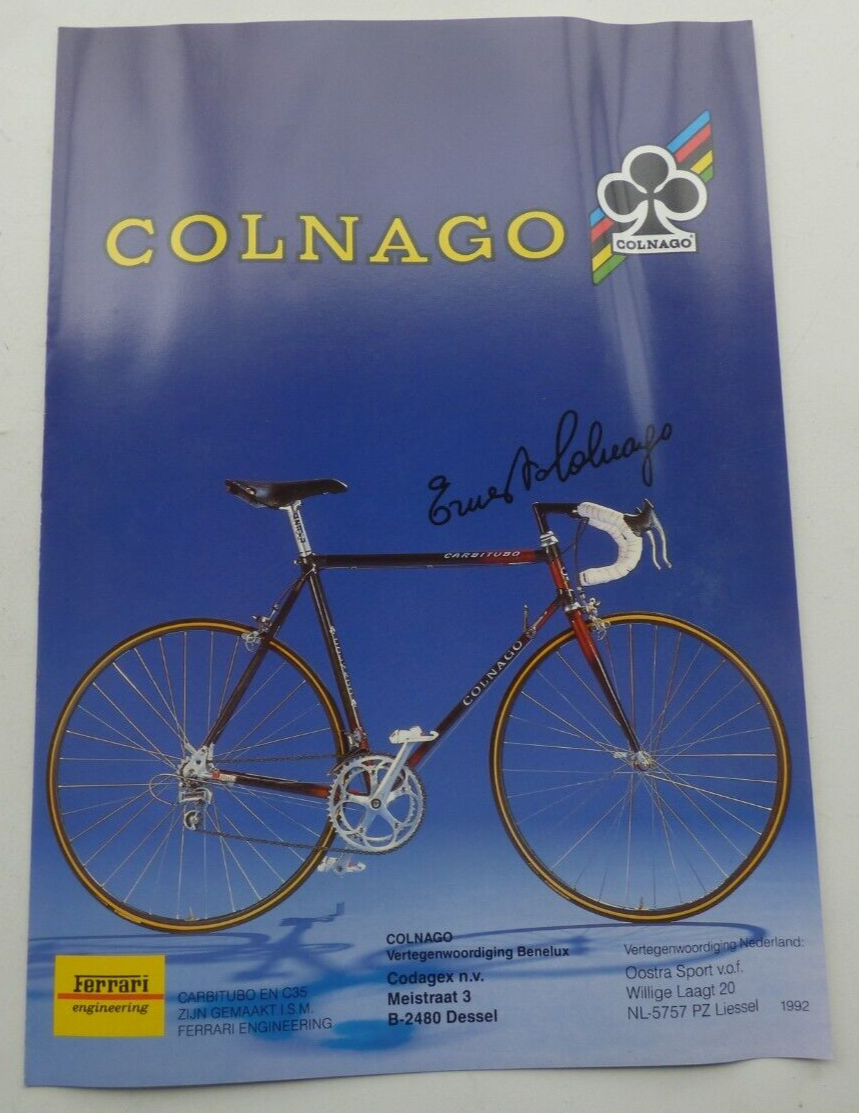 COLNAGO
COLNAGO
Ernesto Colnago
CARBITUBO
COLNAGO
COLNAGO
Vertegenwoordiging Benelux
Codagex n.v.
Meistraat 3
B-2480 Dessel
Vertegenwoordiging Nederland:
Oostra Sport v.o.f.
Willige Laagt 20
NL-5757 PZ Liessel
1992
Ferrari
engineering
CARBITUBO EN C35
ZIJN GEMAAKT I.S.M.
FERRARI ENGINEERING